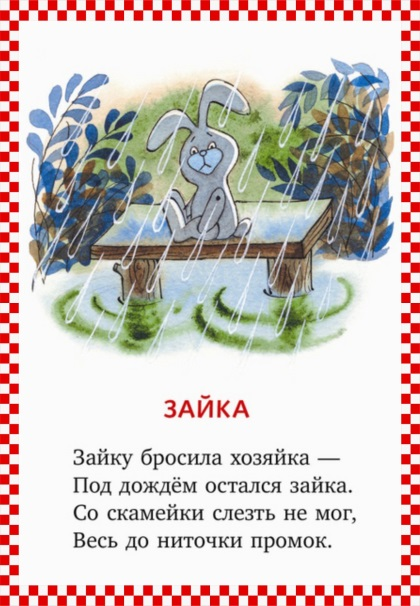 ЗАЙКА
Зайку бросила хозяйка —
Под дождём остался зайка.
Со скамейки слезть не мог,
Весь до ниточки промок.